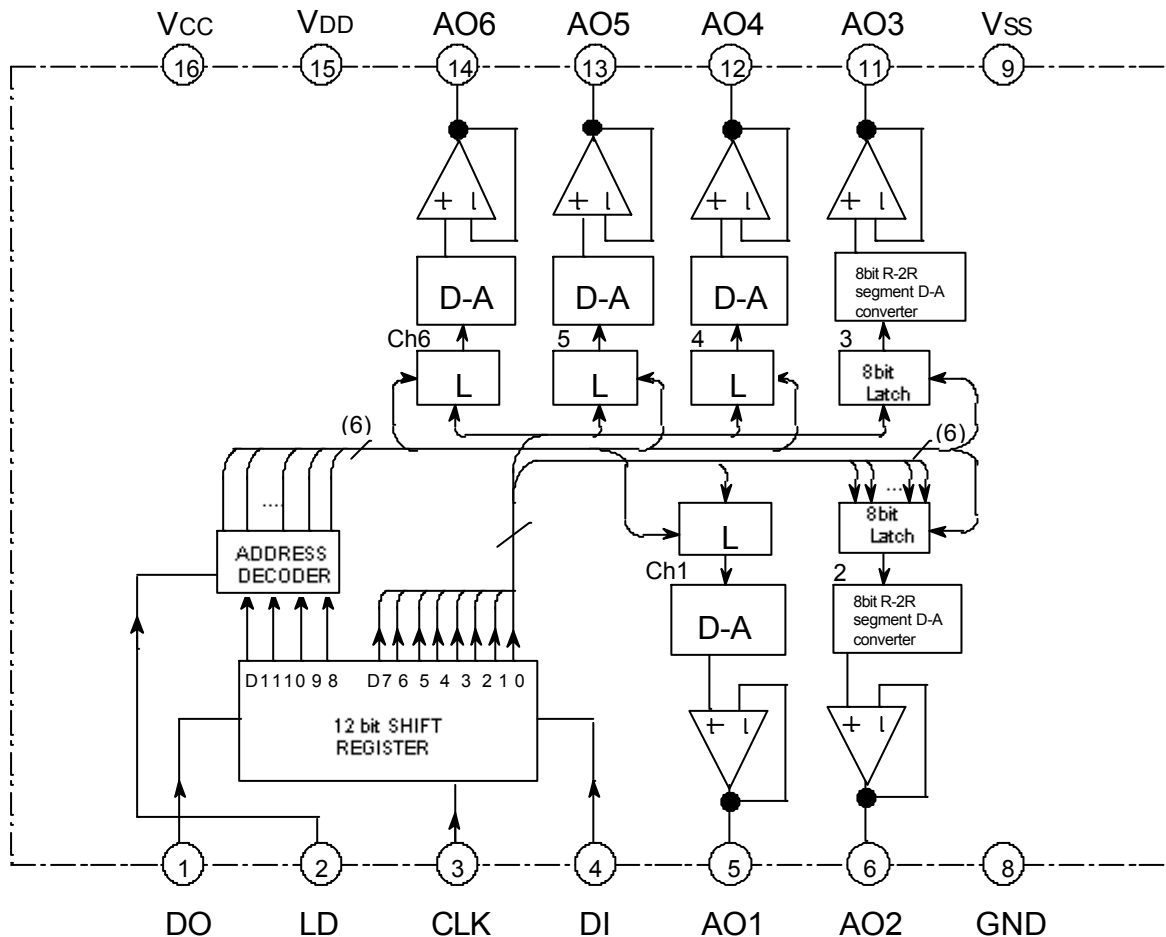 VCC VDD AO6 AO5 AO4 AO3 VSS
16 15 14 13 12 11 9
+ - + - + - + -
D-A D-A D-A 8bit R-2R
segment D-A
converter
Ch6 5 4 3
L L L 8bit
Latch
(6) (6)
.... ...
L 8bit
Latch
ADDRESS
DECODER
Ch1 2
D-A 8bit R-2R
segment D-A
converter
D11 10 9 8 D7 6 5 4 3 2 1 0
12 bit SHIFT
REGISTER
+ - + -
1 2 3 4 5 6 8
DO LD CLK DI AO1 AO2 GND